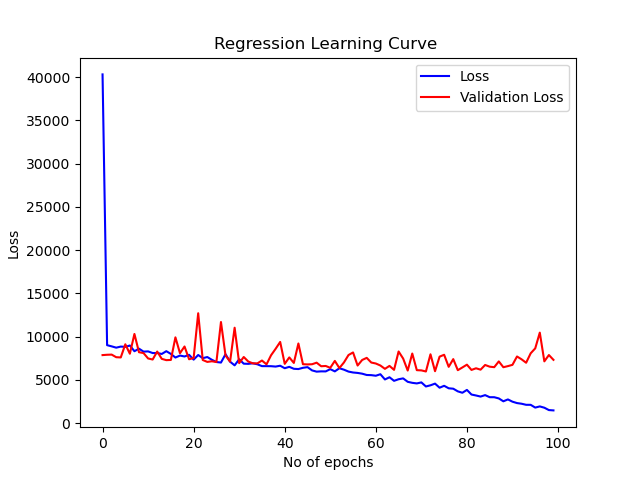 Regression Learning Curve
Loss
Validation Loss
40000
35000
30000
25000
20000
15000
10000
5000
0
Loss
0 20 40 60 80 100
No of epochs